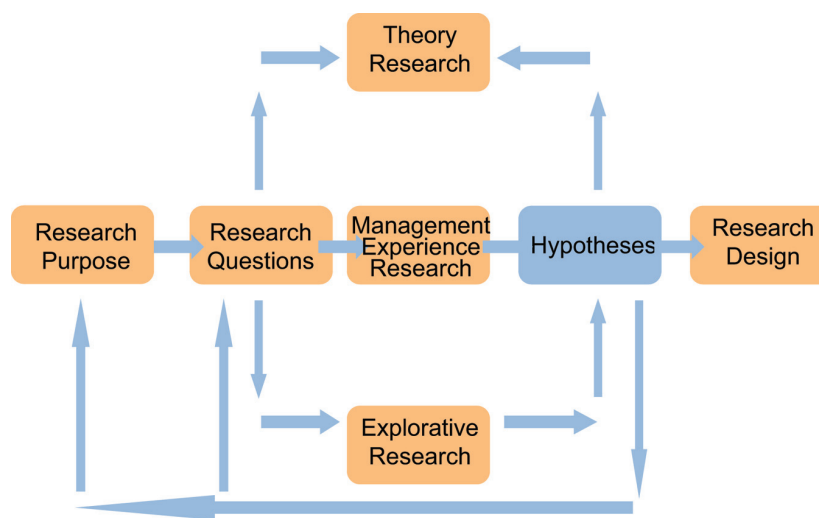 Theory
Research
Research
Purpose
Research
Questions
Management
Experience
Research
Hypotheses
Research
Design
Explorative
Research